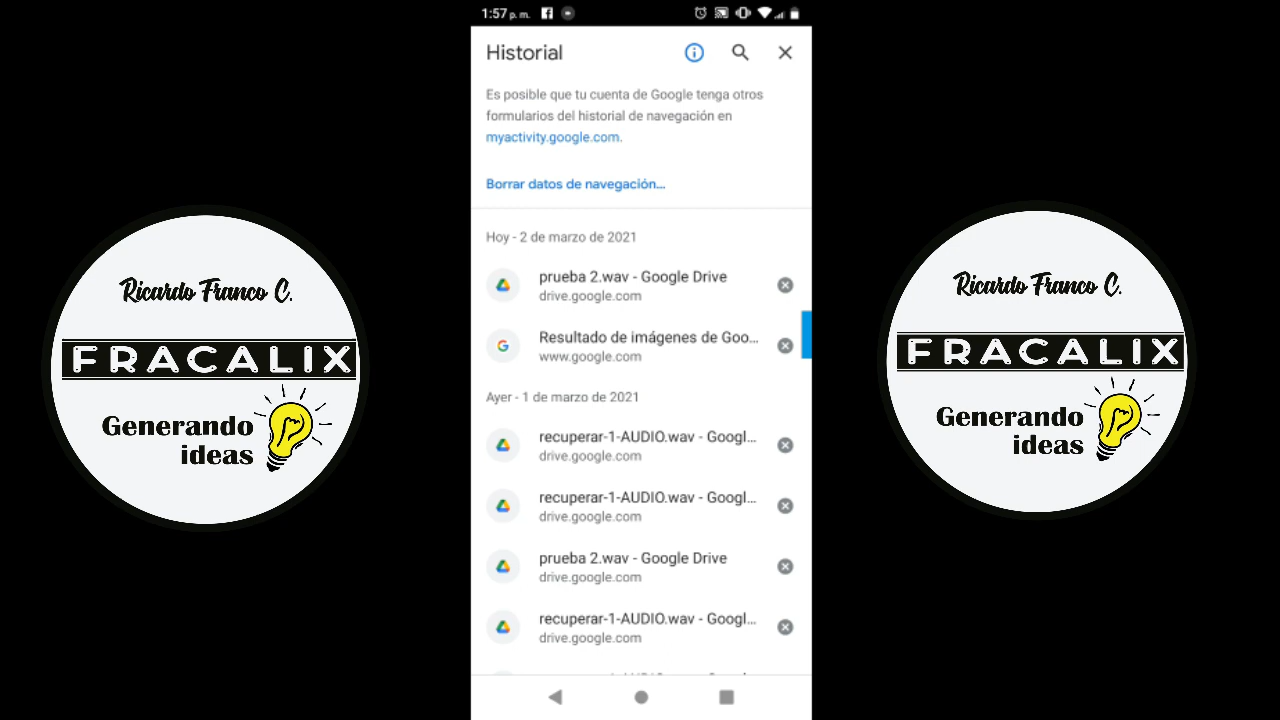 1:57 p. m.
Historial
Es posible que tu cuenta de Google tenga otros
formularios del historial de navegación en
myactivity.google.com.
Borrar datos de navegación...
Hoy - 2 de marzo de 2021
prueba 2.wav - Google Drive
drive.google.com
Resultado de imágenes de Goo...
www.google.com
Ayer - 1 de marzo de 2021
recuperar-1-AUDIO.wav - Googl...
drive.google.com
recuperar-1-AUDIO.wav - Googl...
drive.google.com
prueba 2.wav - Google Drive
drive.google.com
recuperar-1-AUDIO.wav - Googl...
drive.google.com
Ricardo Franco C.
FRACALIX
Generando
ideas
Ricardo Franco C.
FRACALIX
Generando
ideas